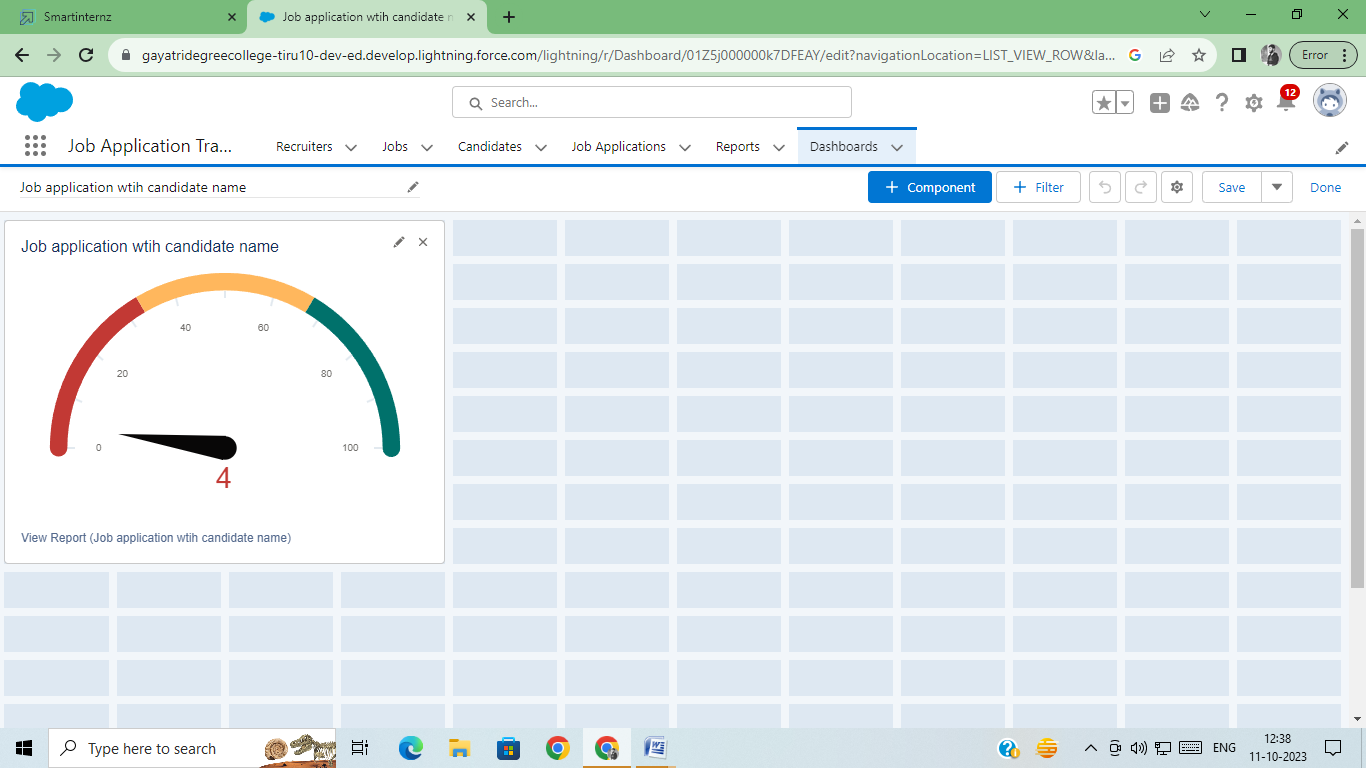 Smartinternz
Job application wtih candidate n
gayatridegreecollege-tiru10-dev-ed.develop.lightning.force.com/lightning/r/Dashboard/01Z5j000000k7DFEAY/edit?navigationLocation=LIST_VIEW_ROW&la...
Error
Search...
12
Job Application Tra...
Recruiters
Jobs
Candidates
Job Applications
Reports
Dashboards
Job application wtih candidate name
+ Component
+ Filter
Save
Done
Job application wtih candidate name
40
60
20
80
0
100
4
View Report (Job application wtih candidate name)
Type here to search
ENG
12:38
11-10-2023